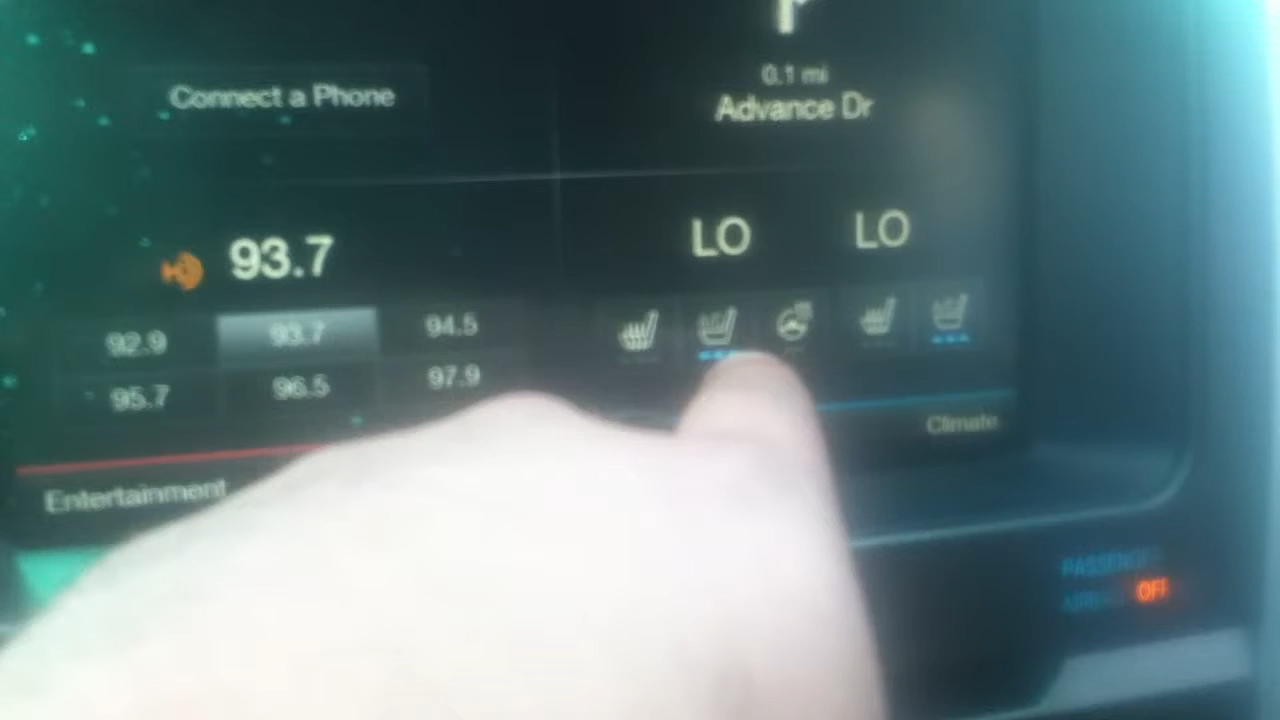 Connect a Phone
0.1 mi
Advance Dr
93.7
LO LO
92.9 93.7 94.5
95.7 96.5 97.9
Climate
Entertainment
PASSENGER
OFF